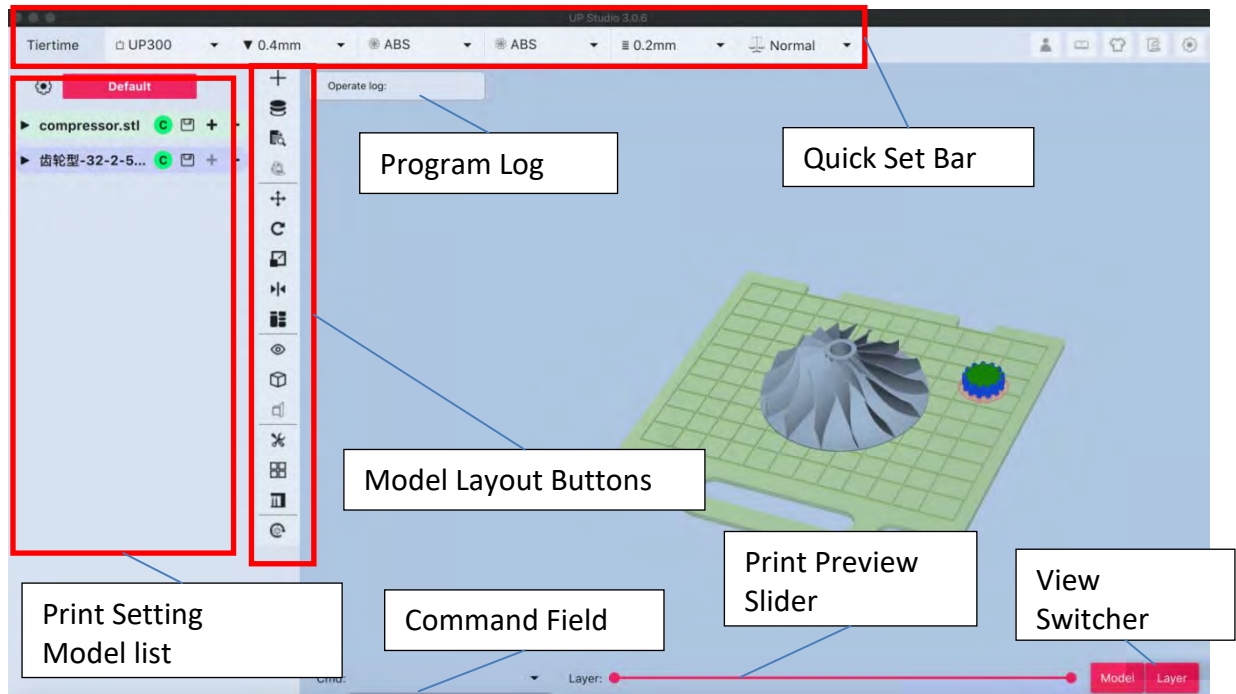 UP Studio 3.0.6
Tiertime UP300 0.4mm ABS ABS 0.2mm Normal
Default
Operate log:
compressor.stl C
齿轮型-32-2-5... C
Program Log
Quick Set Bar
Model Layout Buttons
Print Preview
Slider
View
Switcher
Print Setting
Model list
Command Field
Cmd:
Layer:
Model Layer